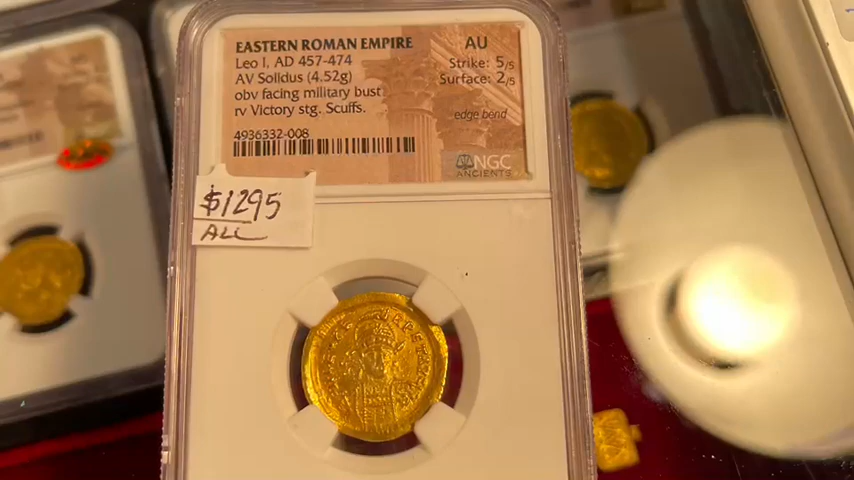 EASTERN ROMAN EMPIRE
Leo I, AD 457-474
AV Solidus (4.52g)
obv facing military bust
rv Victory stg. Scuffs.
4936332-008
AU
Strike: 5/5
Surface: 2/5
edge bend
NGC
ANCIENTS
$1295